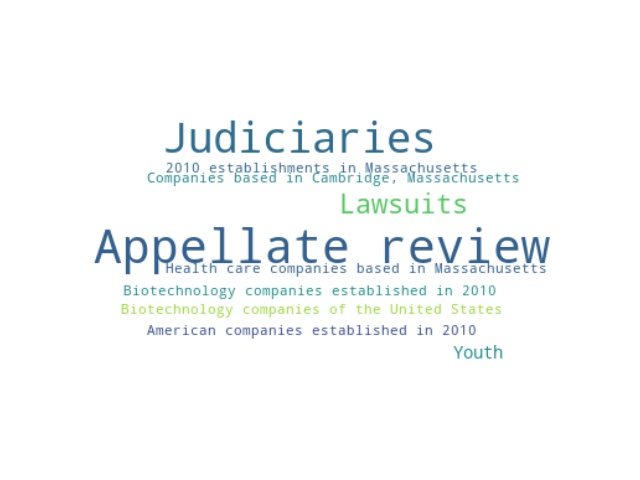 Judiciaries
2010 establishments in Massachusetts
Companies based in Cambridge, Massachusetts
Lawsuits
Appellate review
Health care companies based in Massachusetts
Biotechnology companies established in 2010
Biotechnology companies of the United States
American companies established in 2010
Youth